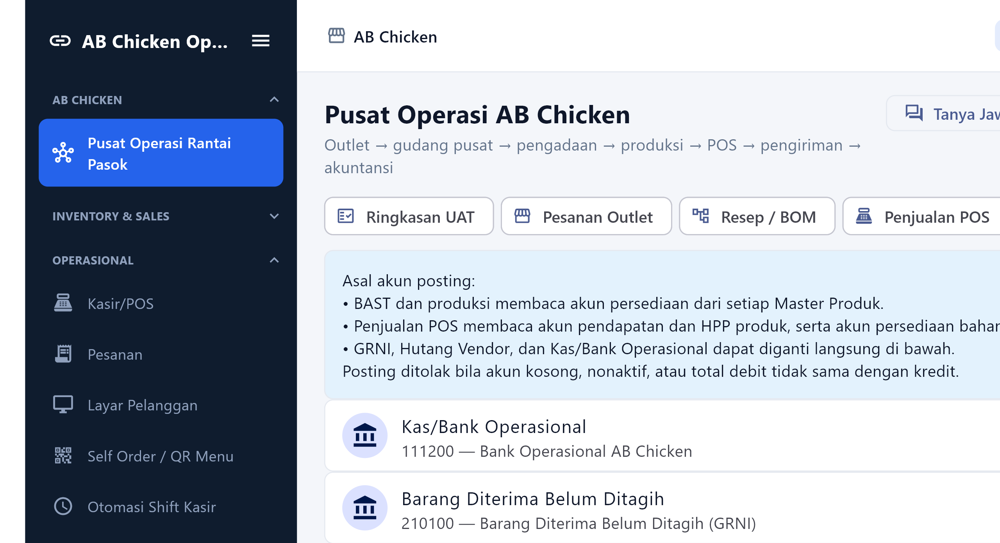 AB Chicken Op...
AB CHICKEN
Pusat Operasi Rantai
Pasok
INVENTORY & SALES
OPERASIONAL
Kasir/POS
Pesanan
Layar Pelanggan
Self Order / QR Menu
Otomasi Shift Kasir
AB Chicken
Pusat Operasi AB Chicken
Tanya
Outlet → gudang pusat → pengadaan → produksi → POS → pengiriman →
akuntansi
Ringkasan UAT
Pesanan Outlet
Resep / BOM
Penjualan POS
Asal akun posting:
• BAST dan produksi membaca akun persediaan dari setiap Master Produk.
• Penjualan POS membaca akun pendapatan dan HPP produk, serta akun persediaan
• GRNI, Hutang Vendor, dan Kas/Bank Operasional dapat diganti langsung di bawah.
Posting ditolak bila akun kosong, nonaktif, atau total debit tidak sama dengan kredit.
Kas/Bank Operasional
111200 — Bank Operasional AB Chicken
Barang Diterima Belum Ditagih
210100 — Barang Diterima Belum Ditagih (GRNI)